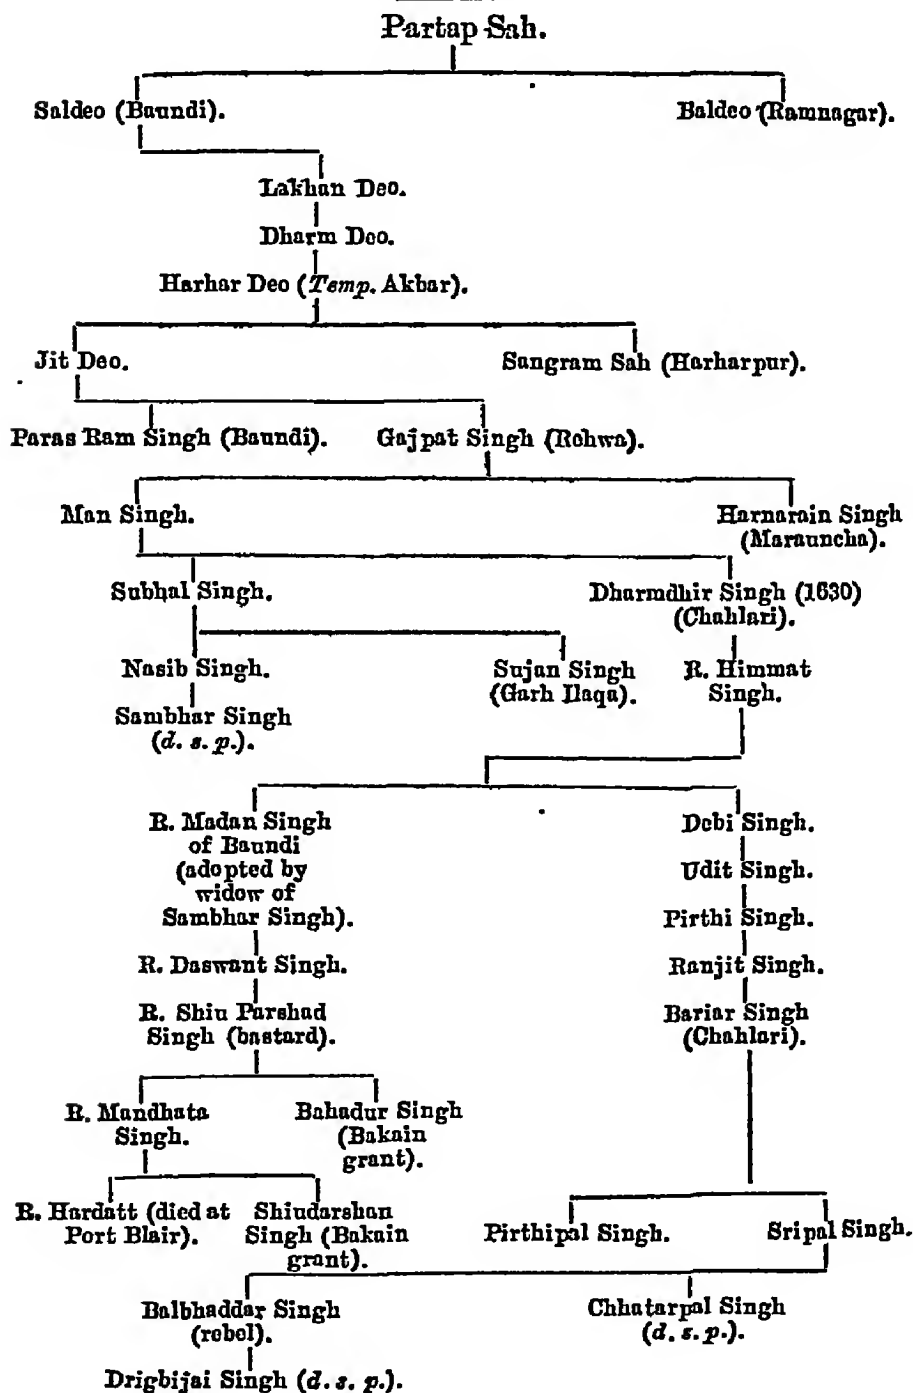 Partap Sah.
Saldeo (Baundi).
Baldeo (Ramnagar).
Lakhan Deo.
Dharm Deo.
Harhar Deo (Temp. Akbar).
Jit Deo.
Sangram Sah (Harharpur).
Paras Ram Singh (Baundi).
Gajpat Singh (Rehwa).
Man Singh.
Harnarain Singh
(Marauncha).
Subhal Singh.
Dharmdhir Singh (1630)
(Chahlari).
Nasib Singh.
Sujan Singh
(Garh Ilaqa).
R. Himmat
Singh.
Sambhar Singh
(d. s. p.).
R. Madan Singh
of Baundi
(adopted by
widow of
Sambhar Singh).
Debi Singh.
Udit Singh.
Pirthi Singh.
R. Daswant Singh.
Ranjit Singh.
R. Shiu Parshad
Singh (bastard).
Bariar Singh
(Chahlari).
R. Mandhata
Singh.
Bahadur Singh
(Bakain
grant).
R. Hardatt (died at
Port Blair).
Shiudarshan
Singh (Bakain
grant).
Pirthipal Singh.
Sripal Singh.
Balbhaddar Singh
(rebel).
Chhatarpal Singh
(d. s. p.).
Drigbijai Singh (d. s. p.).